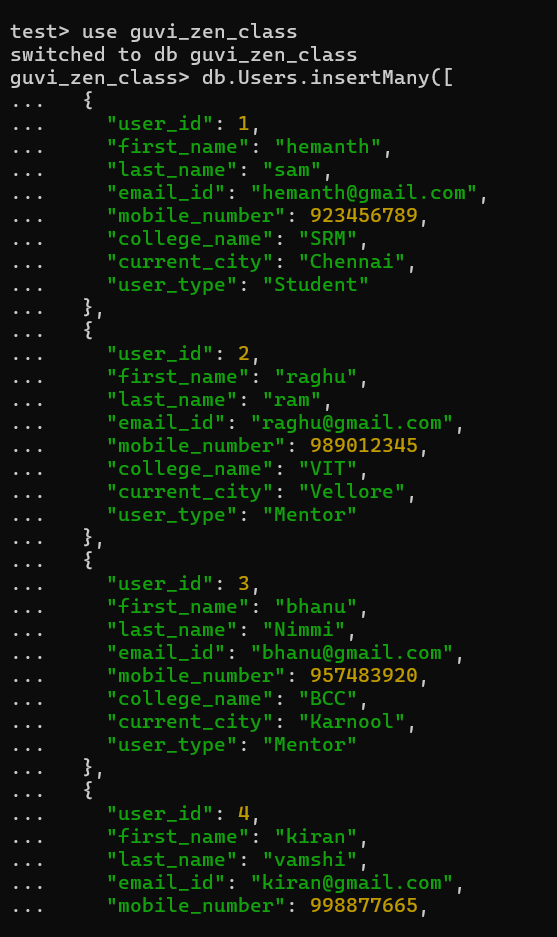 test> use guvi_zen_class
switched to db guvi_zen_class
guvi_zen_class> db.Users.insertMany([
...   {
...     "user_id": 1,
...     "first_name": "hemanth",
...     "last_name": "sam",
...     "email_id": "hemanth@gmail.com",
...     "mobile_number": 923456789,
...     "college_name": "SRM",
...     "current_city": "Chennai",
...     "user_type": "Student"
...   },
...   {
...     "user_id": 2,
...     "first_name": "raghu",
...     "last_name": "ram",
...     "email_id": "raghu@gmail.com",
...     "mobile_number": 989012345,
...     "college_name": "VIT",
...     "current_city": "Vellore",
...     "user_type": "Mentor"
...   },
...   {
...     "user_id": 3,
...     "first_name": "bhanu",
...     "last_name": "Nimmi",
...     "email_id": "bhanu@gmail.com",
...     "mobile_number": 957483920,
...     "college_name": "BCC",
...     "current_city": "Karnool",
...     "user_type": "Mentor"
...   },
...   {
...     "user_id": 4,
...     "first_name": "kiran",
...     "last_name": "vamshi",
...     "email_id": "kiran@gmail.com",
...     "mobile_number": 998877665,